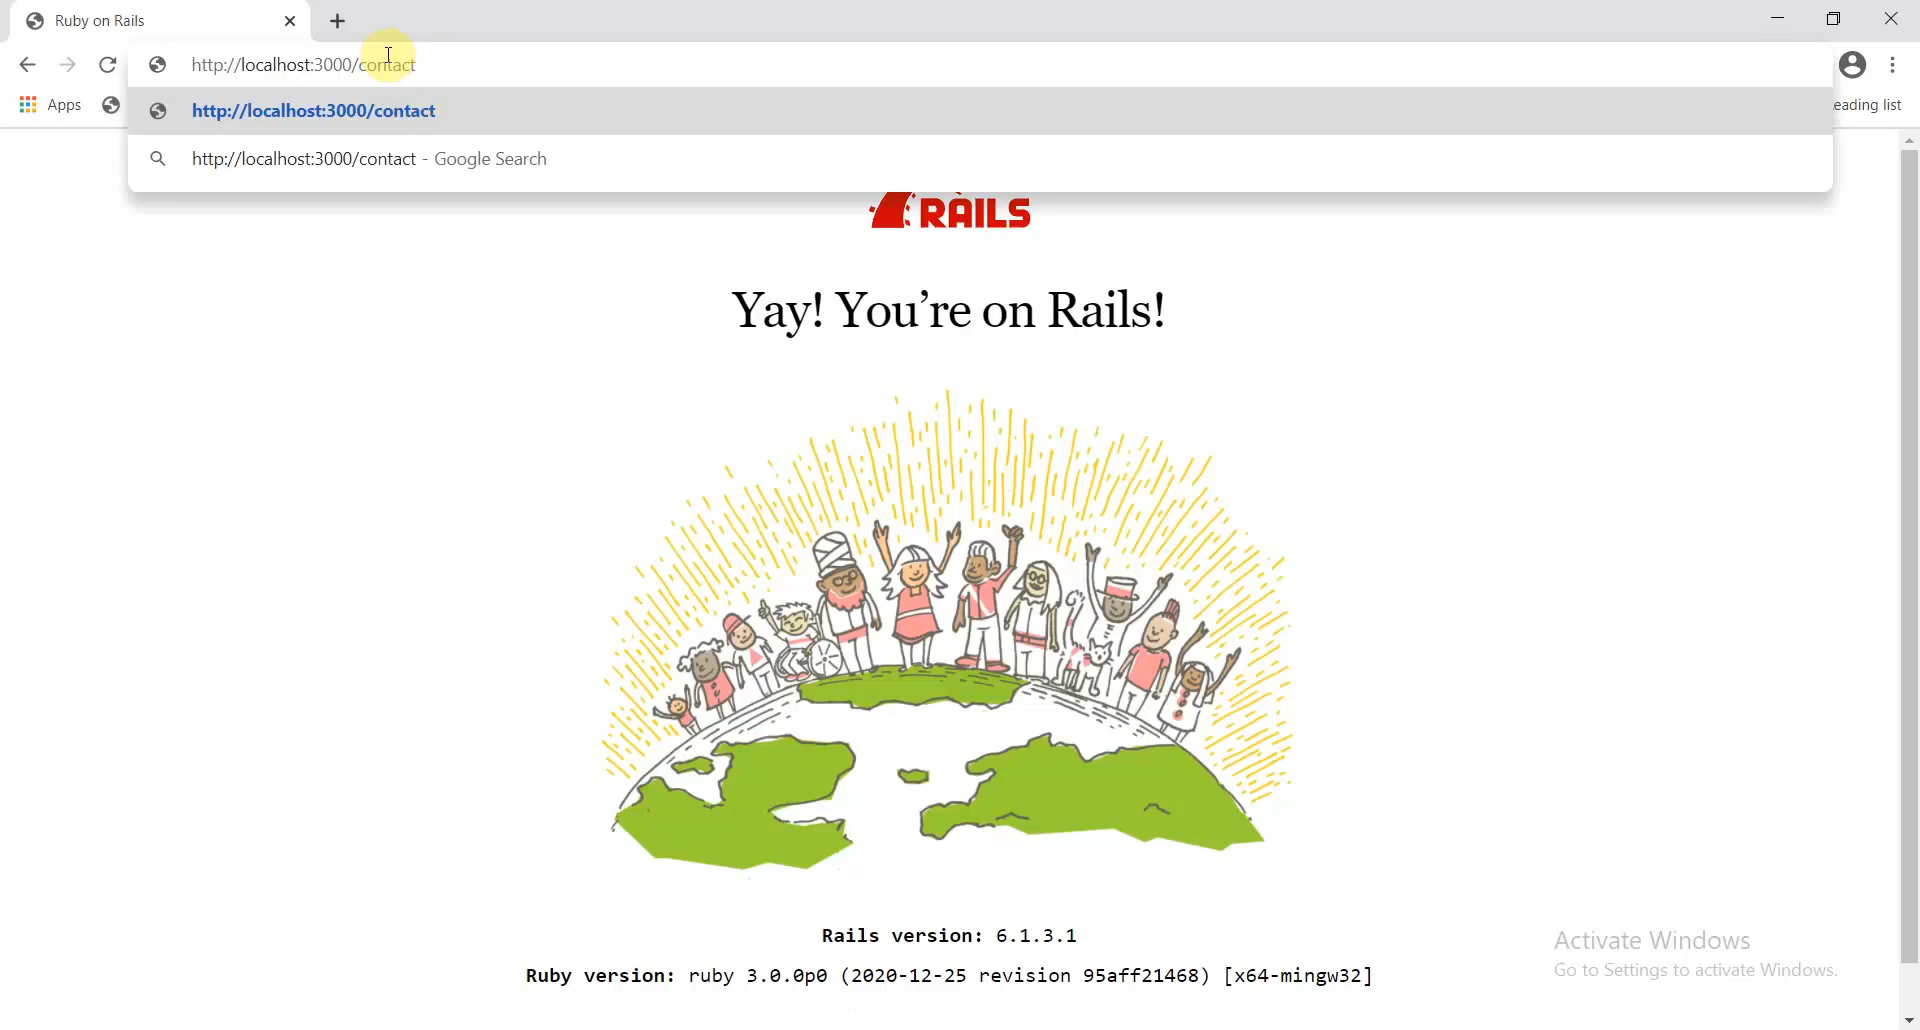 Ruby on Rails
http://localhost:3000/contact
Apps
http://localhost:3000/contact
eading list
http://localhost:3000/contact - Google Search
RAILS
Yay! You’re on Rails!
Rails version: 6.1.3.1
Ruby version: ruby 3.0.0p0 (2020-12-25 revision 95aff21468) [x64-mingw32]
Activate Windows
Go to Settings to activate Windows.